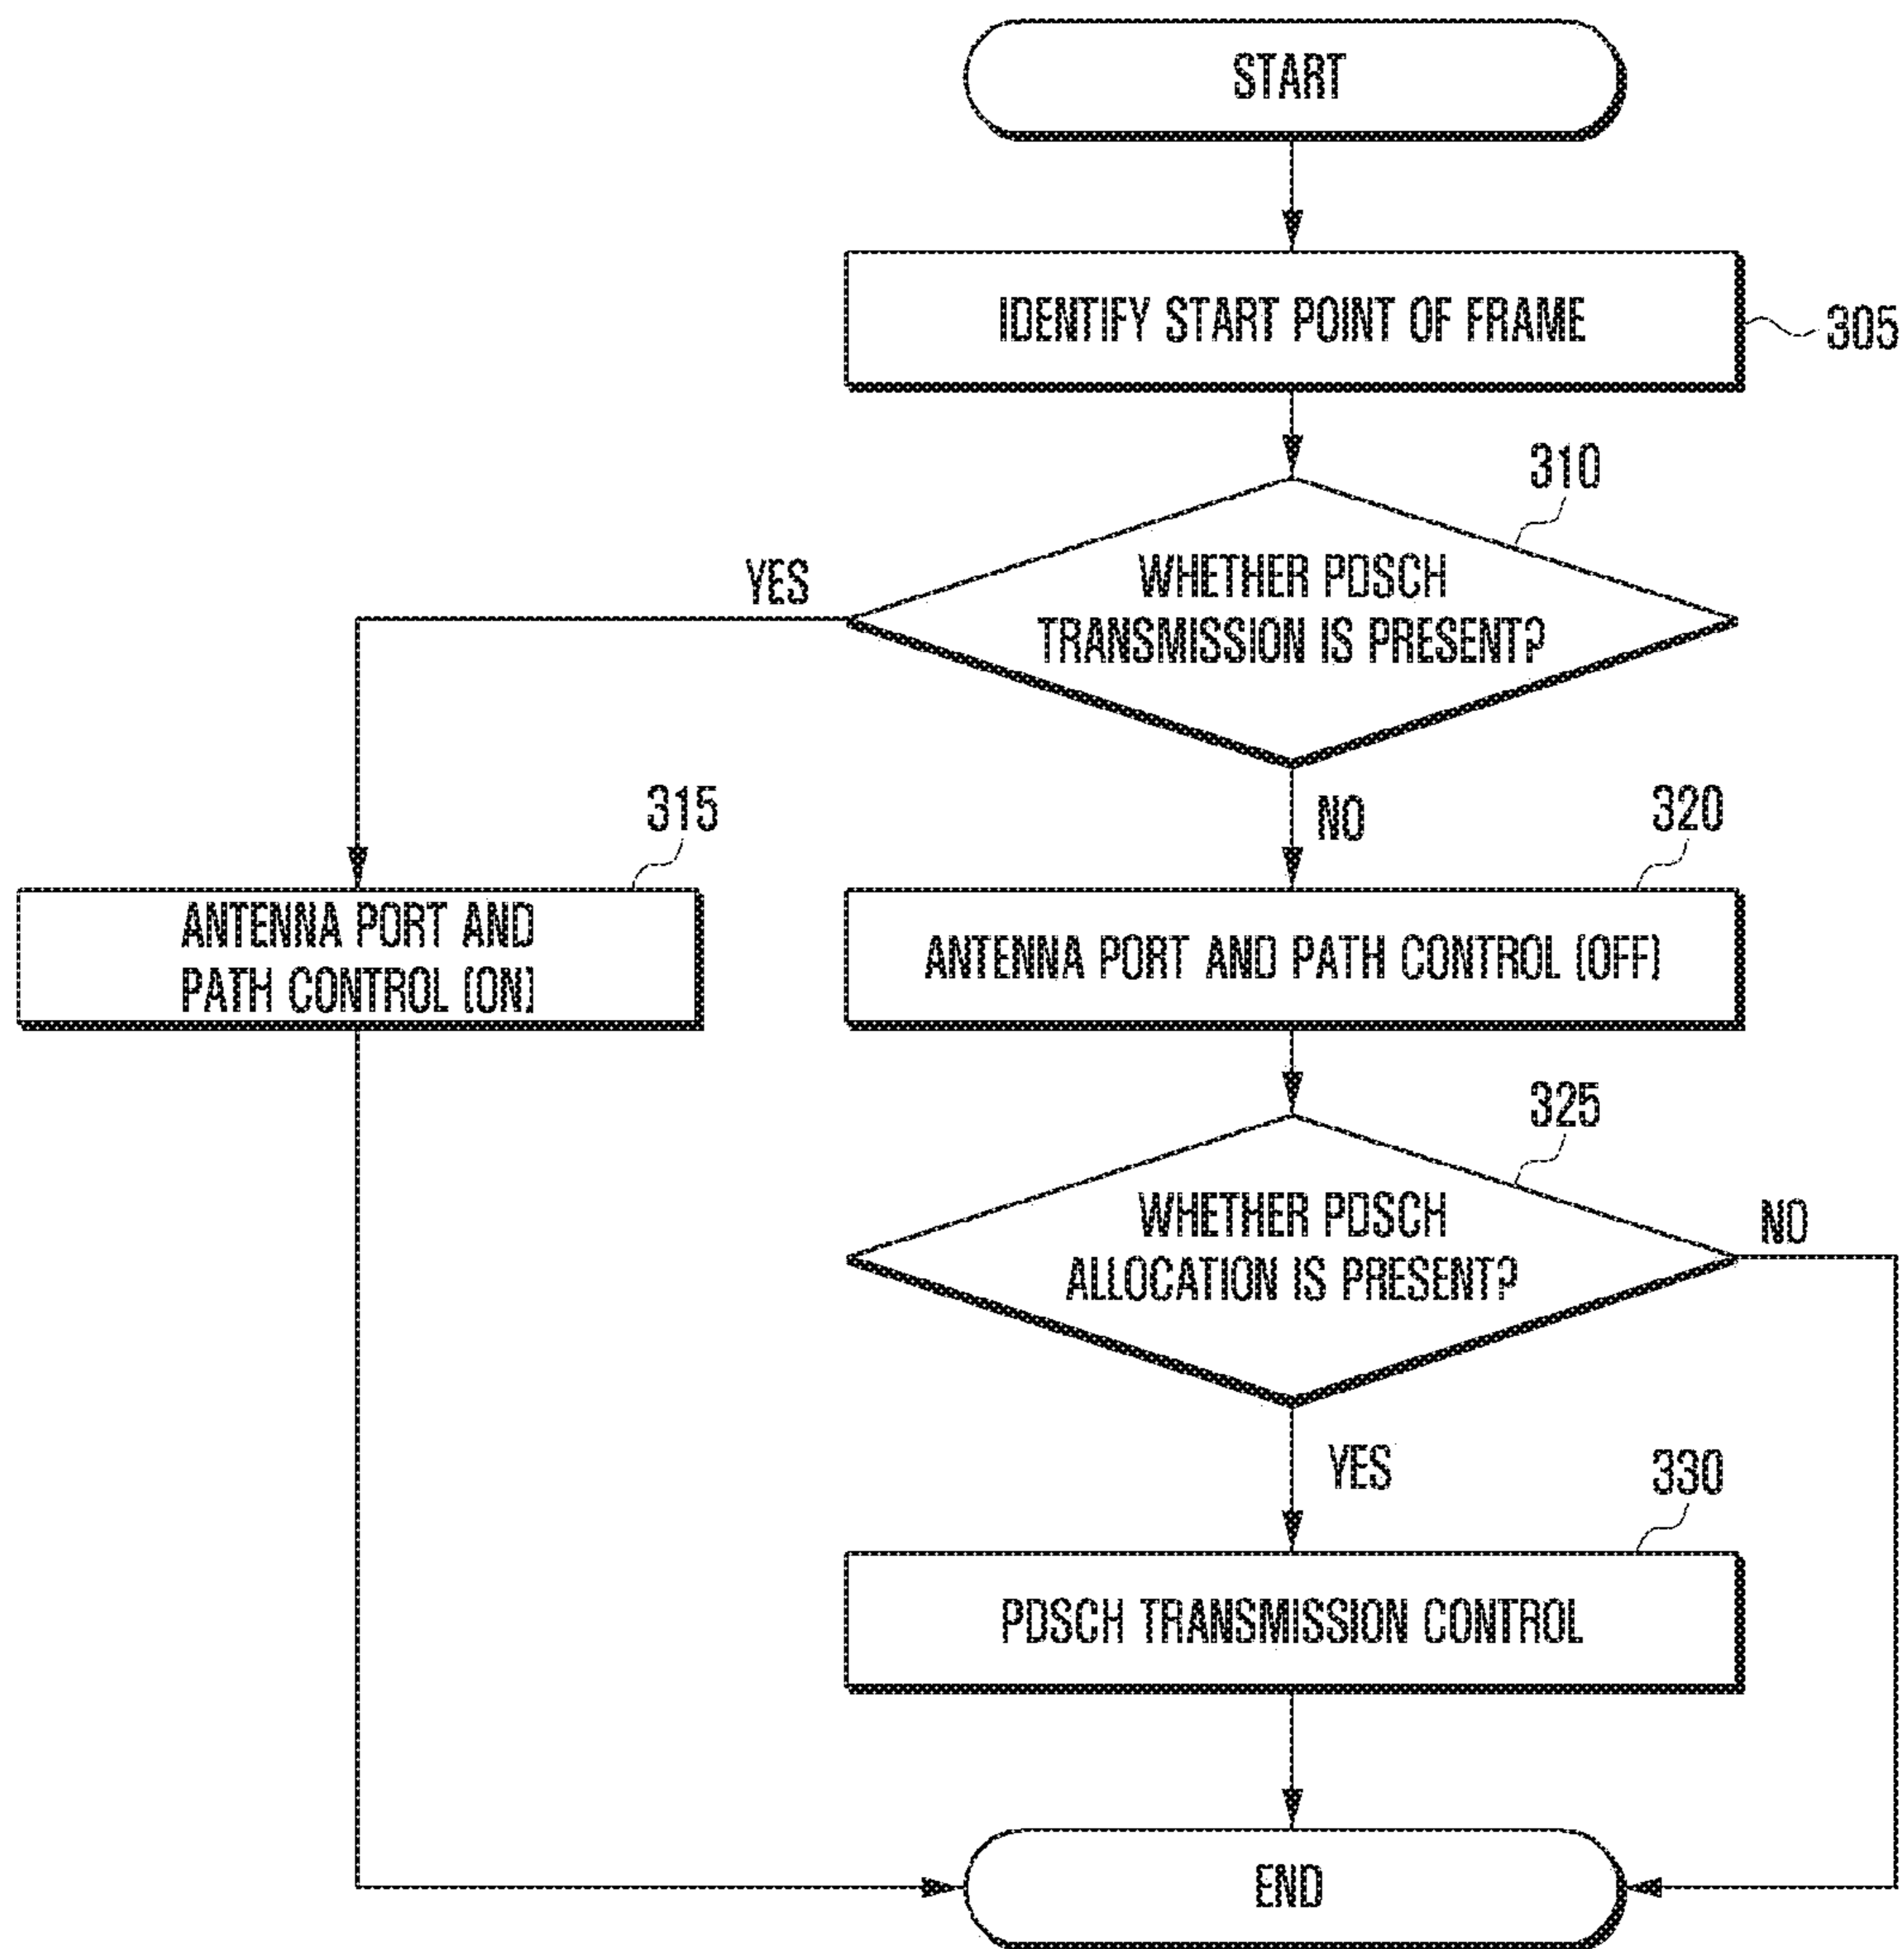 START
IDENTIFY START POINT OF FRAME
305
310
WHETHER PDSCH
TRANSMISSION IS PRESENT?
YES
NO
315
ANTENNA PORT AND
PATH CONTROL (ON)
320
ANTENNA PORT AND PATH CONTROL (OFF)
325
WHETHER PDSCH
ALLOCATION IS PRESENT?
NO
YES
330
PDSCH TRANSMISSION CONTROL
END